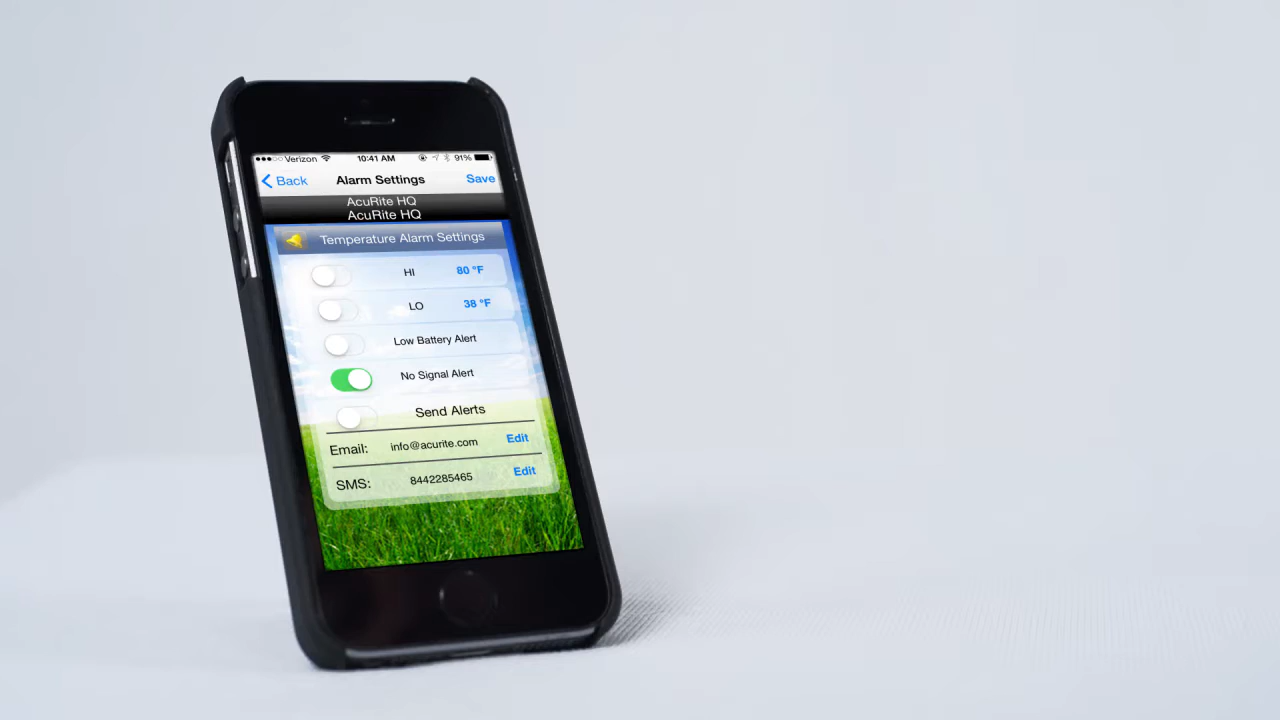 Verizon 10:41 AM 91%
Back Alarm Settings Save
AcuRite HQ
AcuRite HQ
Temperature Alarm Settings
HI 80 °F
LO 38 °F
Low Battery Alert
No Signal Alert
Send Alerts
Email: info@acurite.com Edit
SMS: 8442285465 Edit